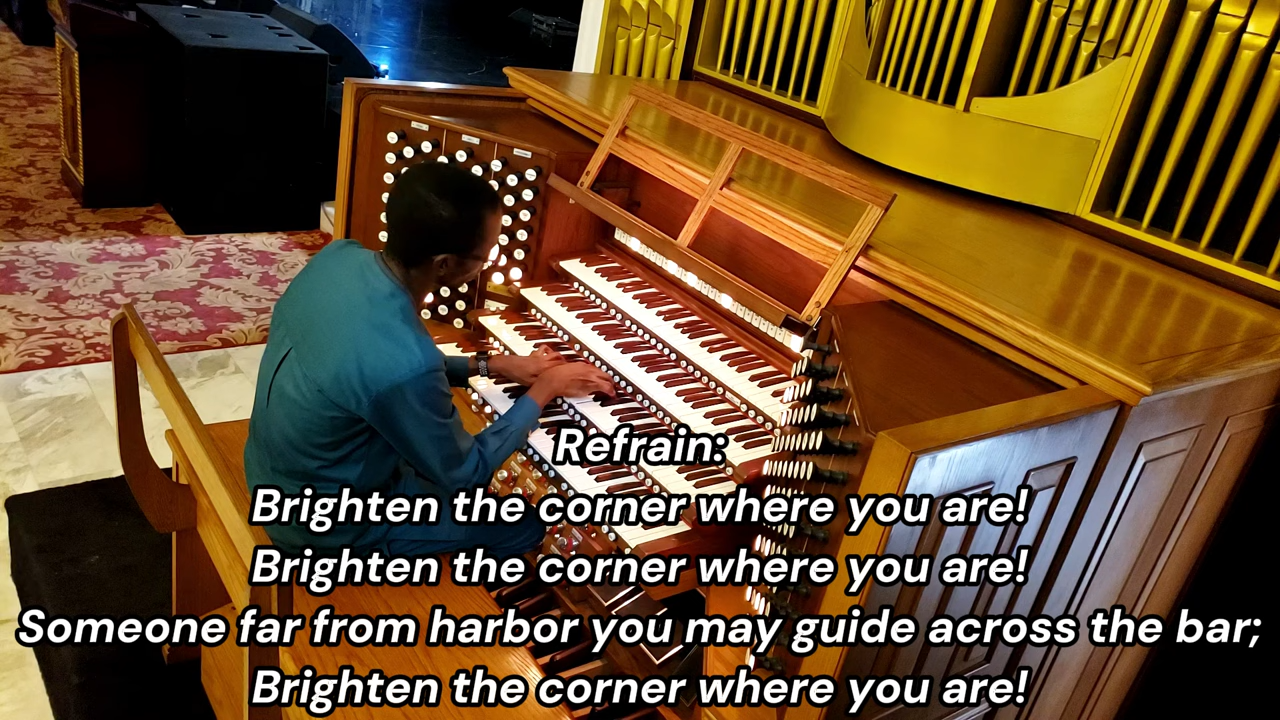 Refrain:
Brighten the corner where you are!
Brighten the corner where you are!
Someone far from harbor you may guide across the bar;
Brighten the corner where you are!